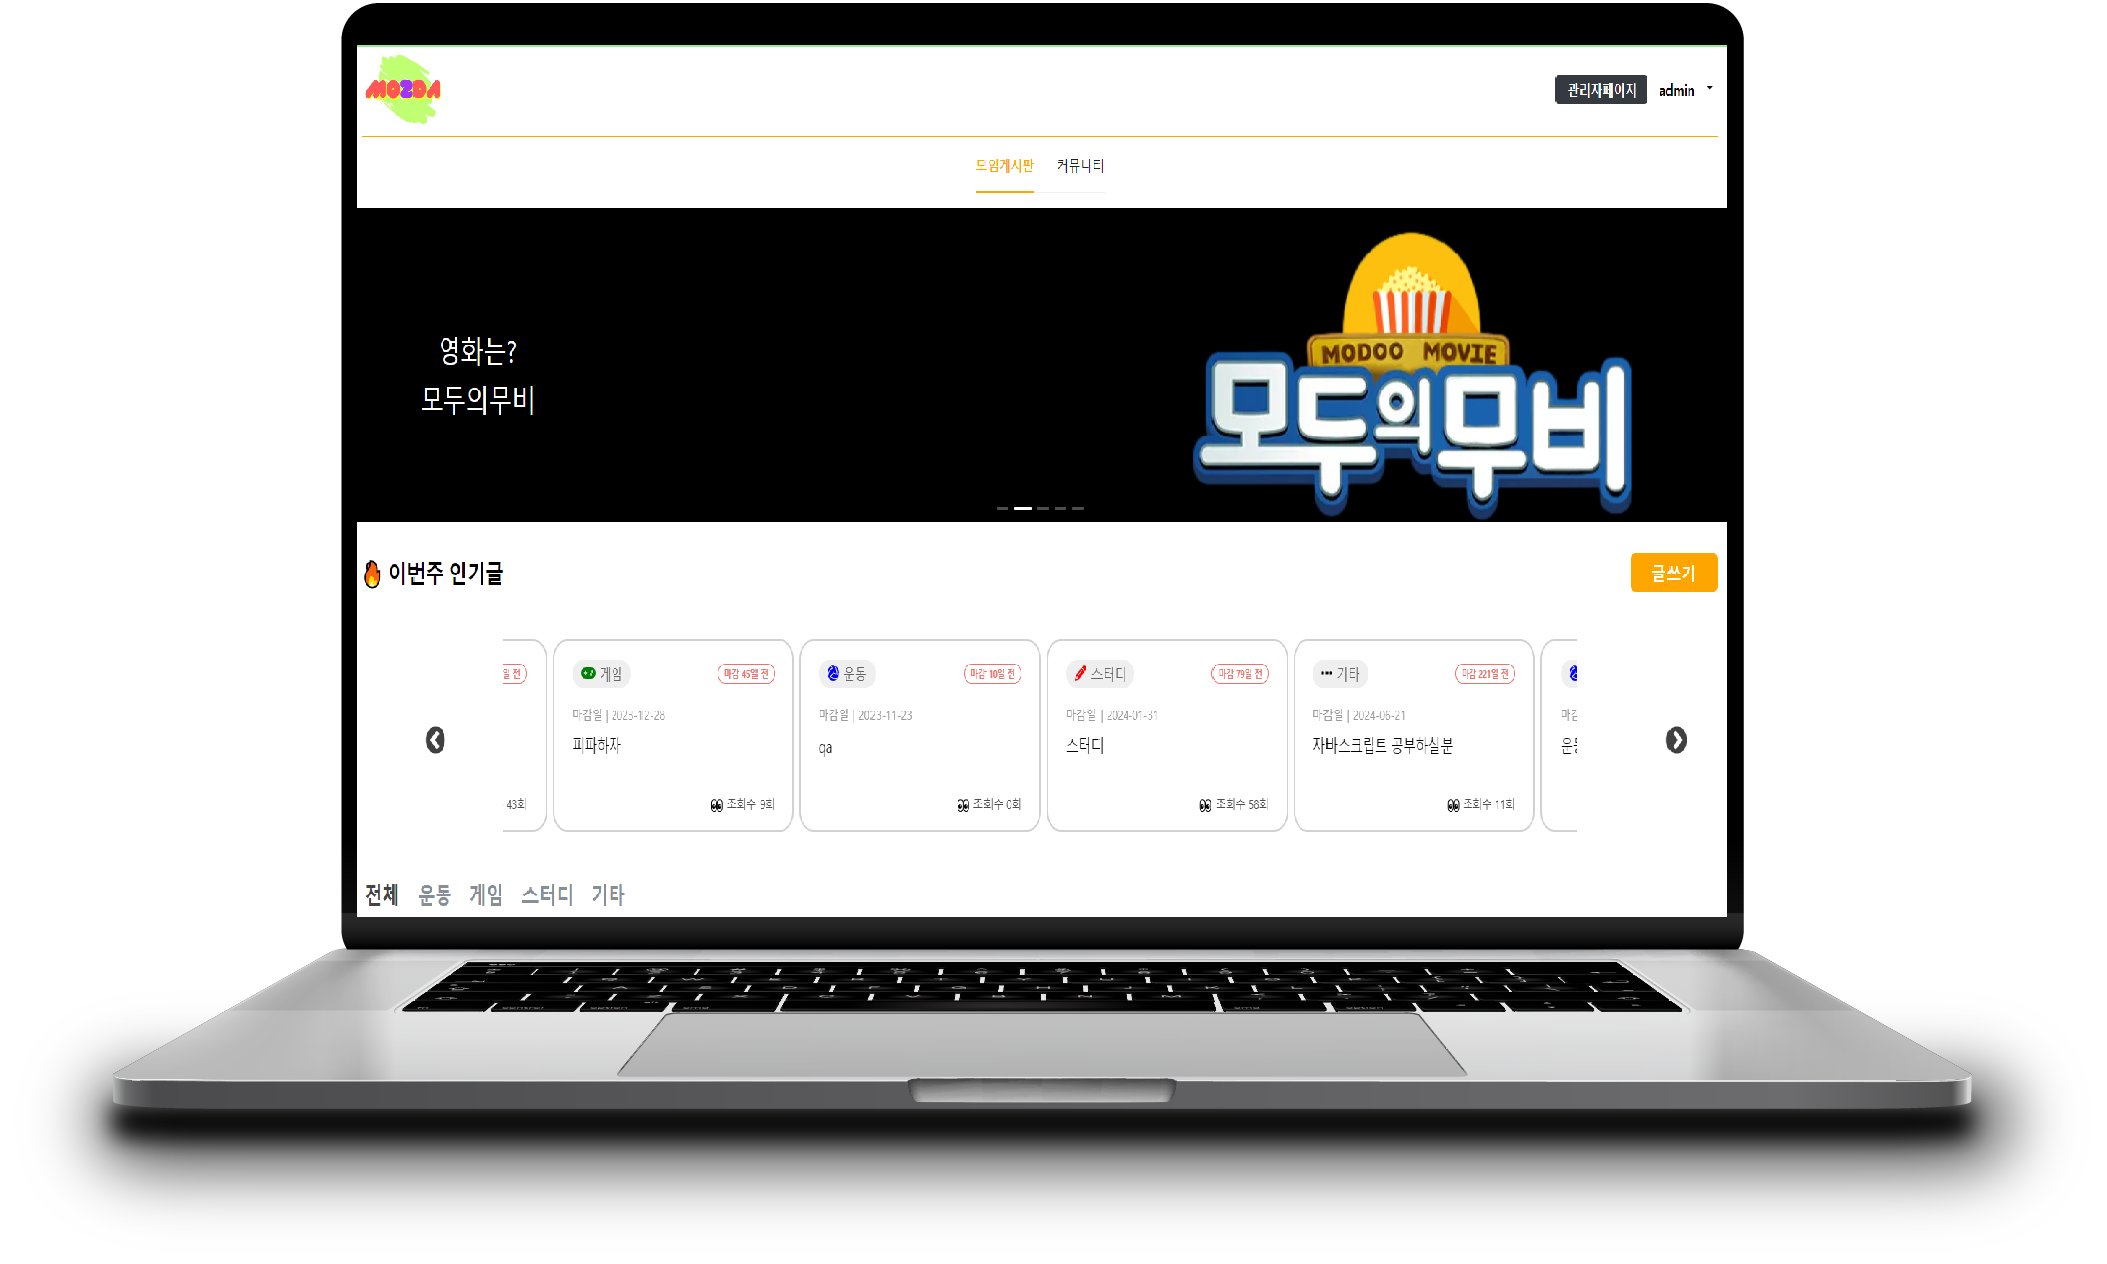 MOZDA
관리자페이지 admin
모임게시판 커뮤니티
영화는?
모두의무비
MODOO MOVIE
모두의무비
이번주 인기글
글쓰기
일 전
게임 마감 45일 전
마감일 | 2023-12-28
피파하자
조회수 9회
운동 마감 10일 전
마감일 | 2023-11-23
qa
조회수 0회
스터디 마감 79일 전
마감일 | 2024-01-31
스터디
조회수 58회
기타 마감 221일 전
마감일 | 2024-06-21
자바스크립트 공부하실분
조회수 11회
43회
전체 운동 게임 스터디 기타